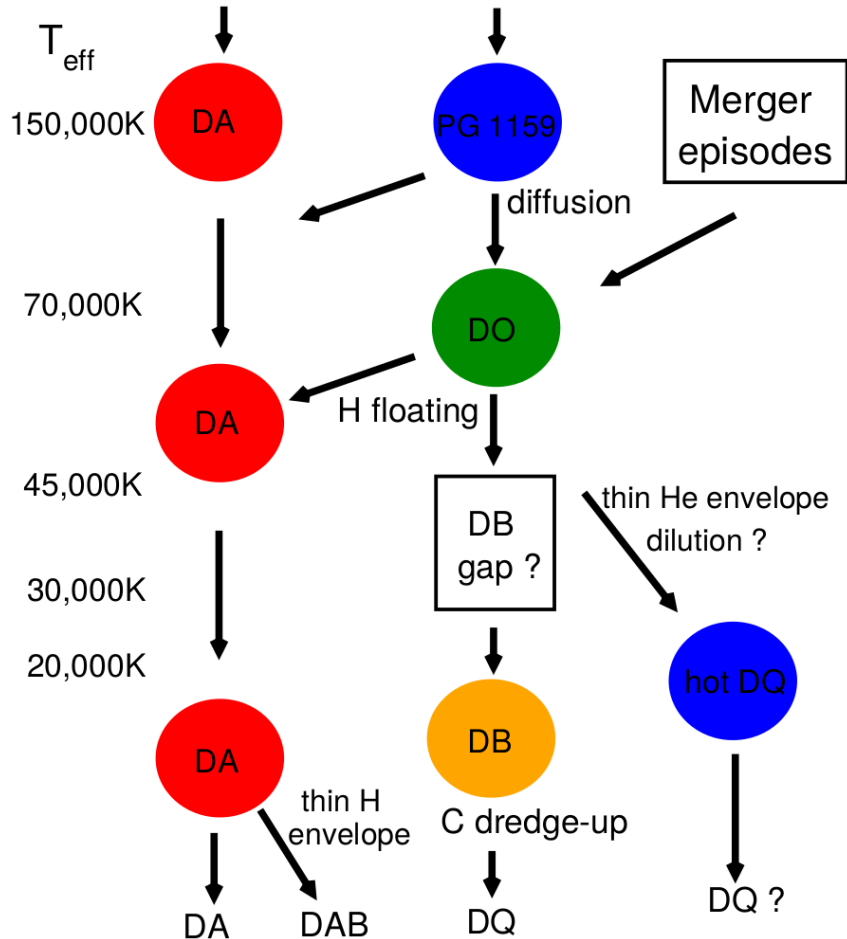 T_eff
150,000K
DA
PG 1159
Merger
episodes
diffusion
70,000K
DO
DA
H floating
45,000K
thin He envelope
dilution ?
DB
gap ?
30,000K
20,000K
hot DQ
DA
DB
thin H
envelope
C dredge-up
DA
DAB
DQ
DQ ?